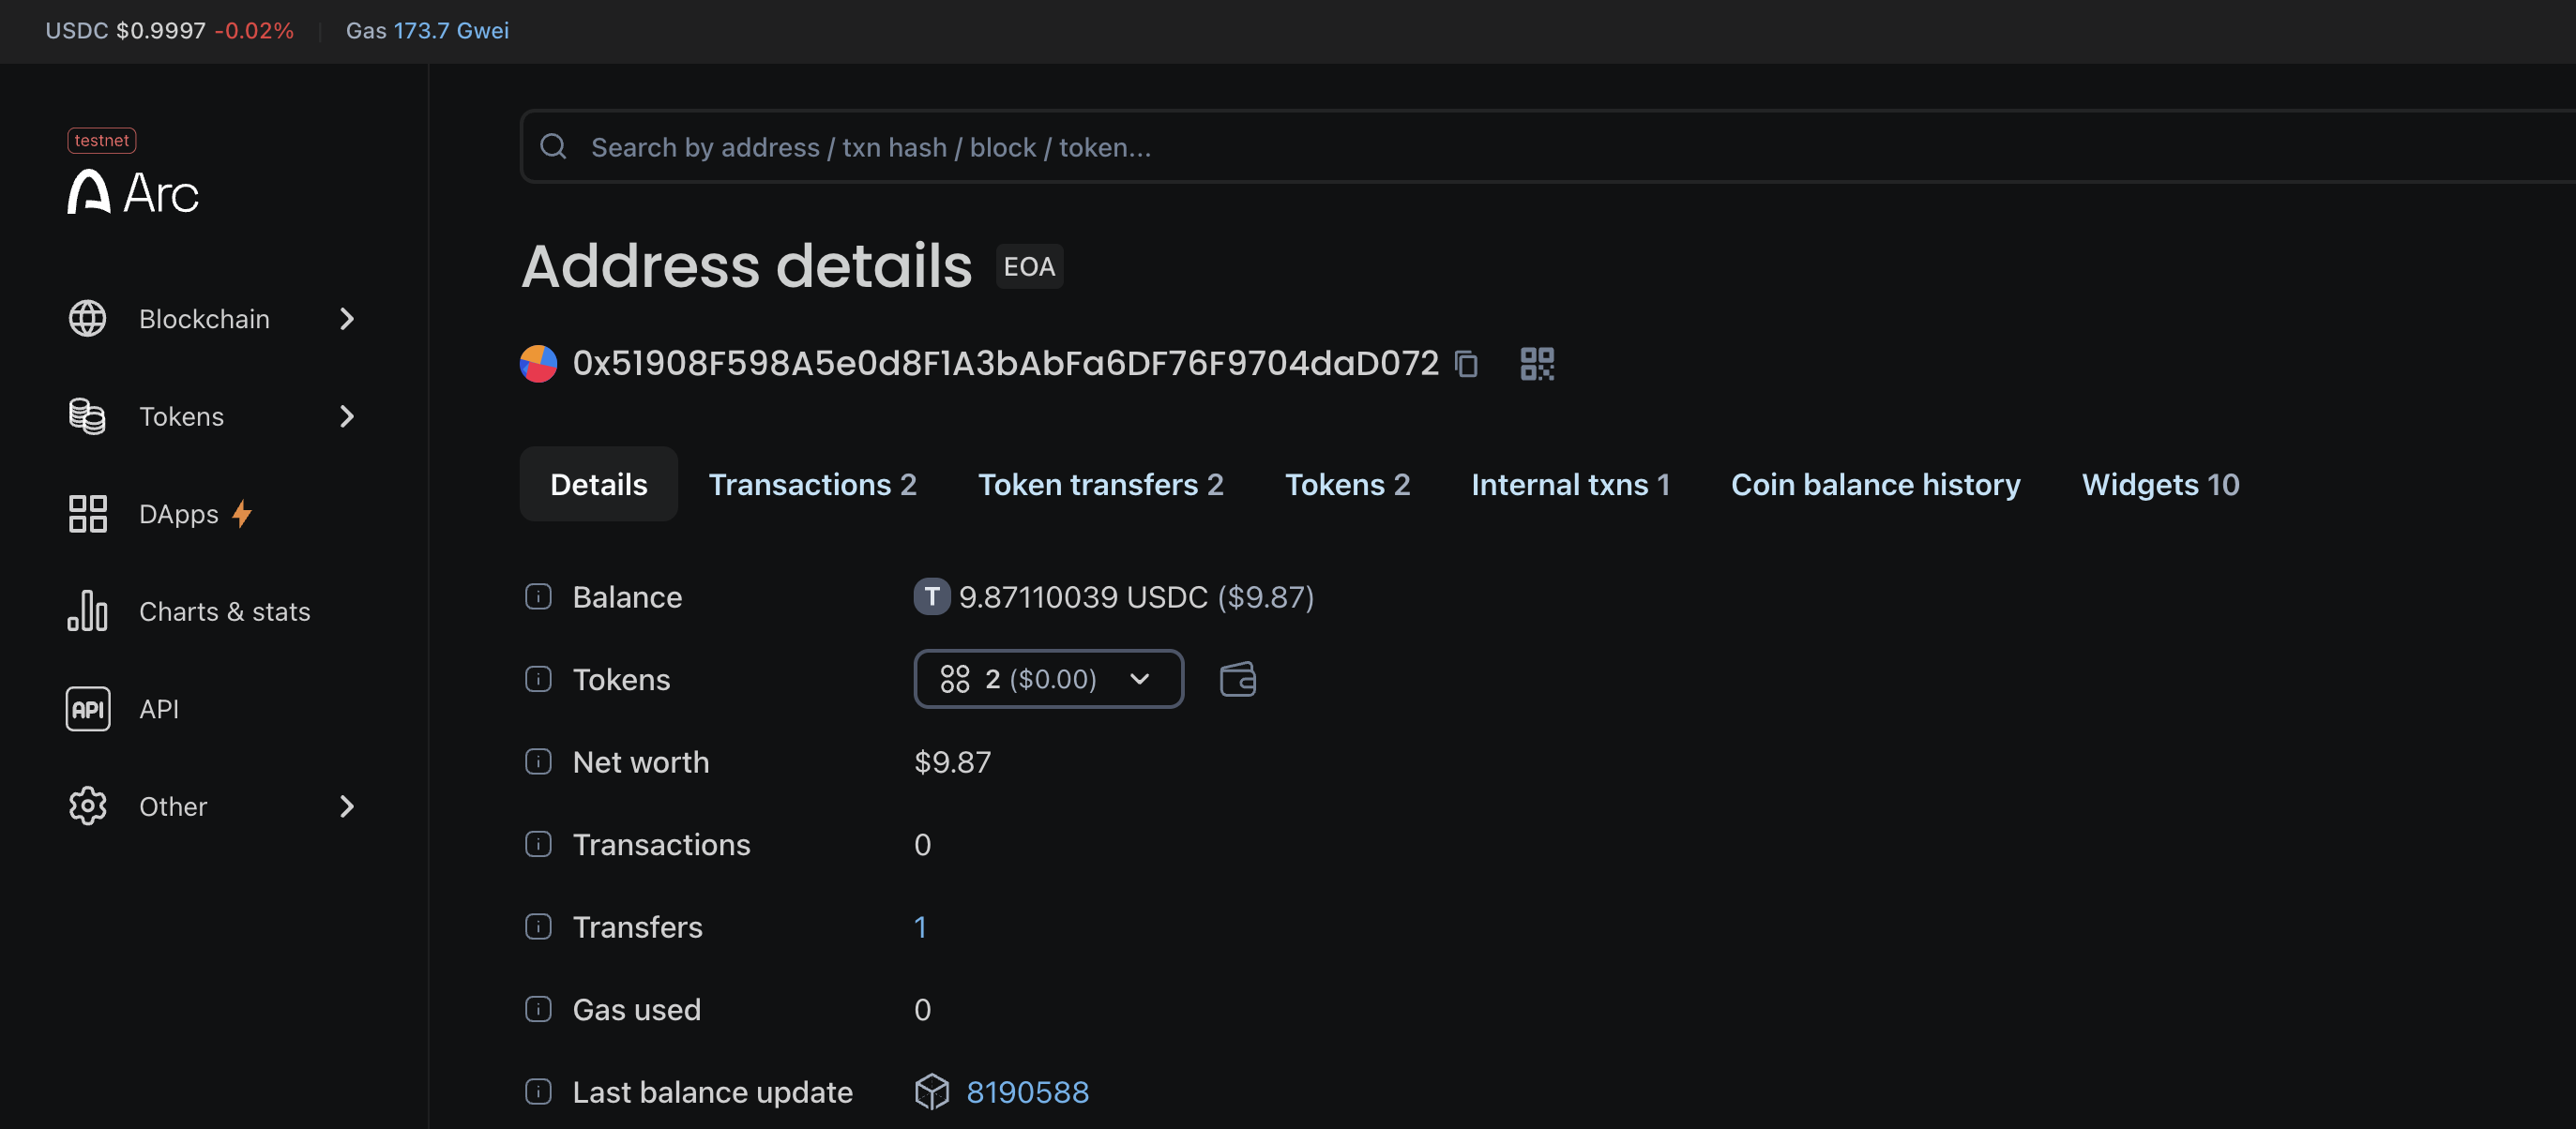 USDC $0.9997 -0.02% Gas 173.7 Gwei
testnet
Arc
Blockchain
Tokens
DApps
Charts & stats
API API
Other
Search by address / txn hash / block / token...
Address details EOA
0x51908F598A5e0d8F1A3bAbFa6DF76F9704daD072
Details Transactions 2 Token transfers 2 Tokens 2 Internal txns 1 Coin balance history Widgets 10
i Balance T 9.87110039 USDC ($9.87)
i Tokens 2 ($0.00)
i Net worth $9.87
i Transactions 0
i Transfers 1
i Gas used 0
i Last balance update 8190588